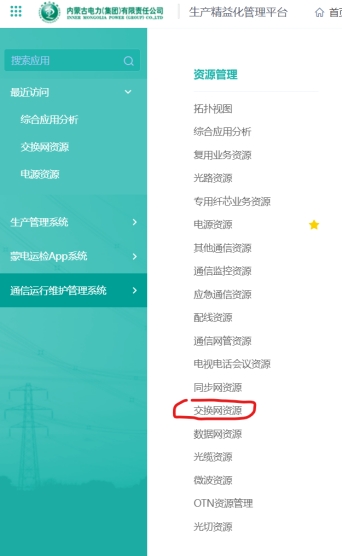 内蒙古电力(集团)有限责任公司
生产精益化管理平台
首页
搜索应用
最近访问
综合应用分析
交换网资源
电源资源
生产管理系统
蒙电运检App系统
通信运行维护管理系统
资源管理
拓扑视图
综合应用分析
复用业务资源
光路资源
专用纤芯业务资源
电源资源
其他通信资源
通信监控资源
应急通信资源
配线资源
通信网管资源
电视电话会议资源
同步网资源
交换网资源
数据网资源
光缆资源
微波资源
OTN资源管理
光切资源